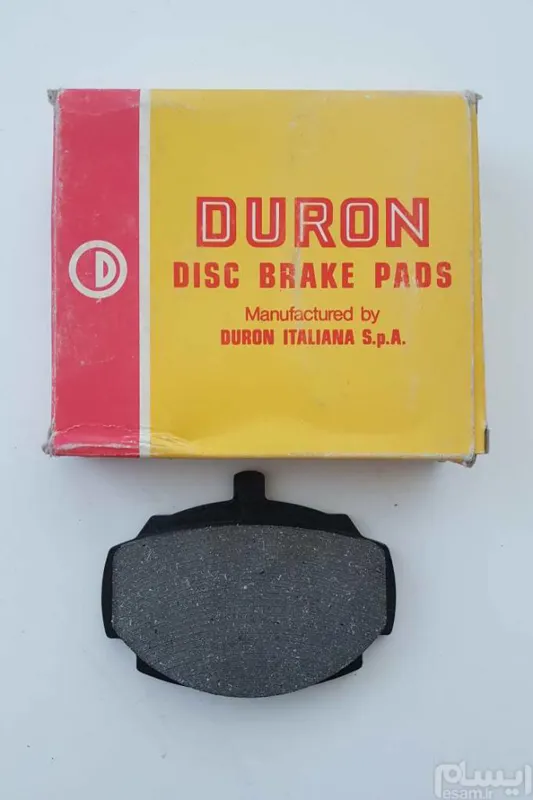 DURON
DISC BRAKE PADS
D
Manufactured by
DURON ITALIANA S.p.A.
ایسام
esam.ir